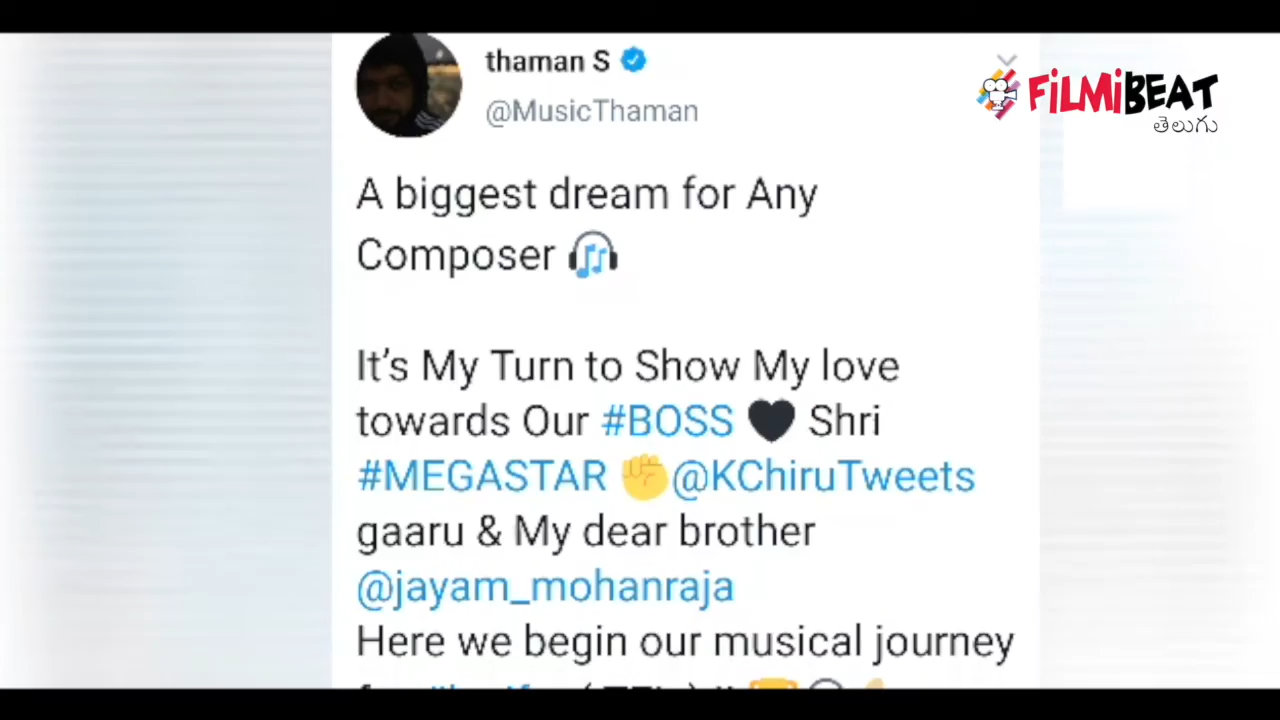 thaman S
@MusicThaman
FiLMiBEAT
తెలుగు
A biggest dream for Any
Composer
It's My Turn to Show My love
towards Our #BOSS 🖤 Shri
#MEGASTAR ✊@KChiruTweets
gaaru & My dear brother
@jayam_mohanraja
Here we begin our musical journey